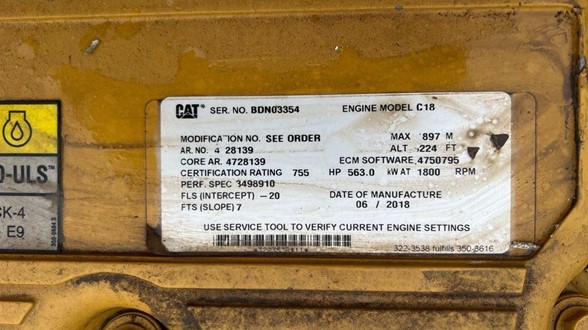 CAT® SER. NO. BDN03354 ENGINE MODEL C18
MODIFICATION NO. SEE ORDER MAX 897 M
AR. NO. 4 28139 ALT 224 FT
CORE AR. 4728139 ECM SOFTWARE 4750795
CERTIFICATION RATING 755 HP 563.0 kW AT 1800 RPM
PERF. SPEC 3498910
FLS (INTERCEPT) -20 DATE OF MANUFACTURE
FTS (SLOPE) 7 06 / 2018
USE SERVICE TOOL TO VERIFY CURRENT ENGINE SETTINGS
322-3538 fulfills 350-3616
O-ULS™
CK-4
E9